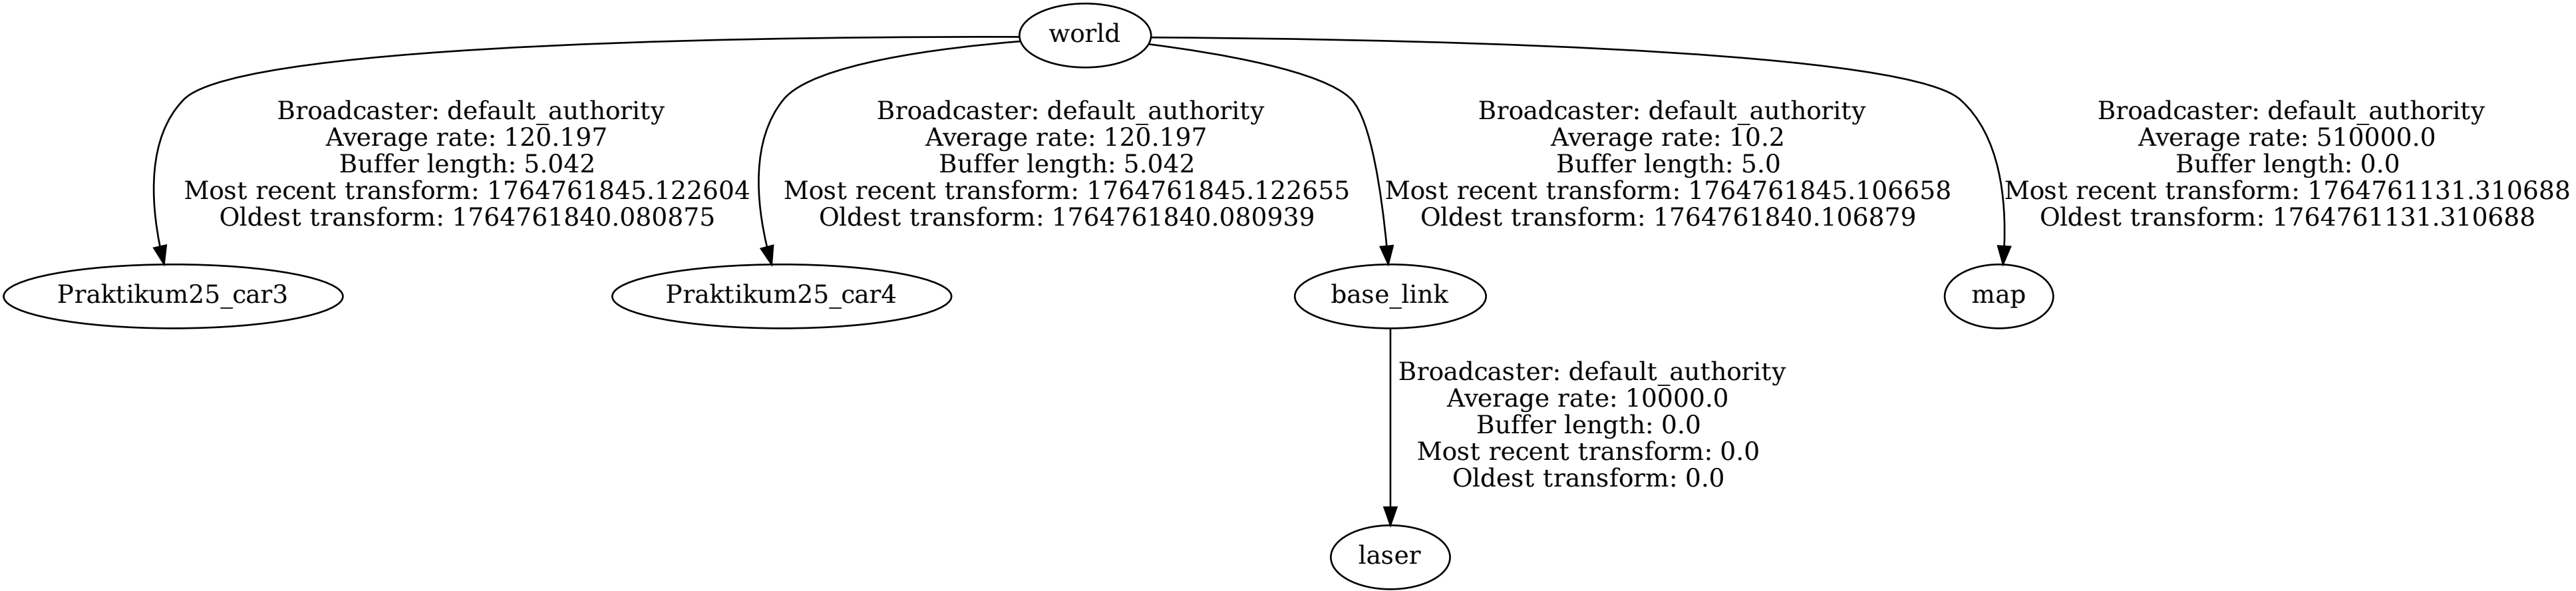 world
Broadcaster: default_authority
Average rate: 120.197
Buffer length: 5.042
Most recent transform: 1764761845.122604
Oldest transform: 1764761840.080875
Broadcaster: default_authority
Average rate: 120.197
Buffer length: 5.042
Most recent transform: 1764761845.122655
Oldest transform: 1764761840.080939
Broadcaster: default_authority
Average rate: 10.2
Buffer length: 5.0
Most recent transform: 1764761845.106658
Oldest transform: 1764761840.106879
Broadcaster: default_authority
Average rate: 510000.0
Buffer length: 0.0
Most recent transform: 1764761131.310688
Oldest transform: 1764761131.310688
Praktikum25_car3
Praktikum25_car4
base_link
map
Broadcaster: default_authority
Average rate: 10000.0
Buffer length: 0.0
Most recent transform: 0.0
Oldest transform: 0.0
laser